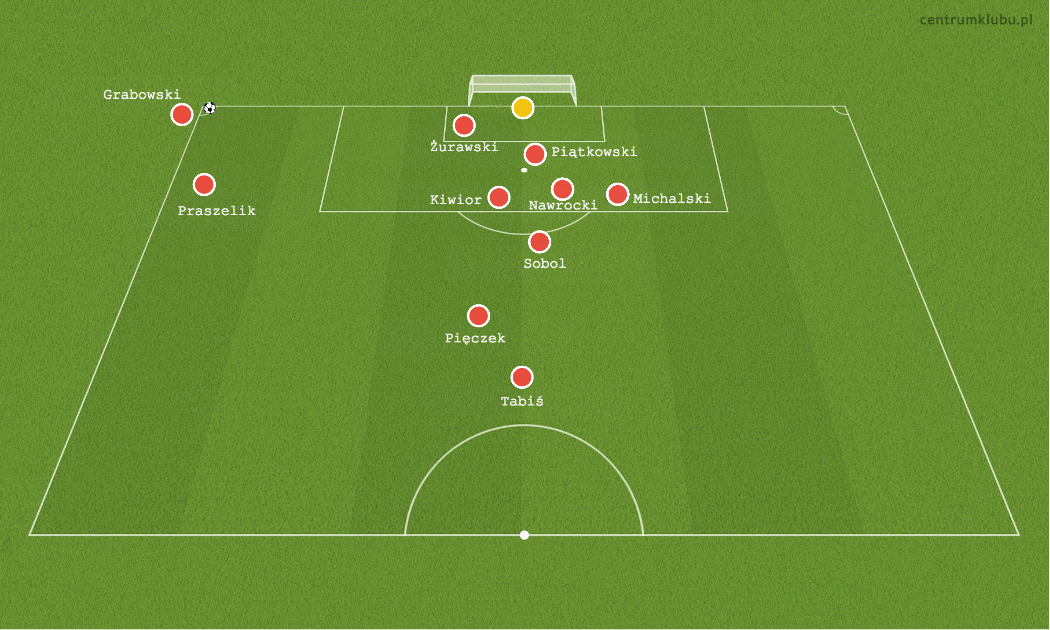 centrumklubu.pl
Grabowski
Żurawski
Piątkowski
Praszelik
Kiwior
Nawrocki
Michalski
Sobol
Pięczek
Tabiś